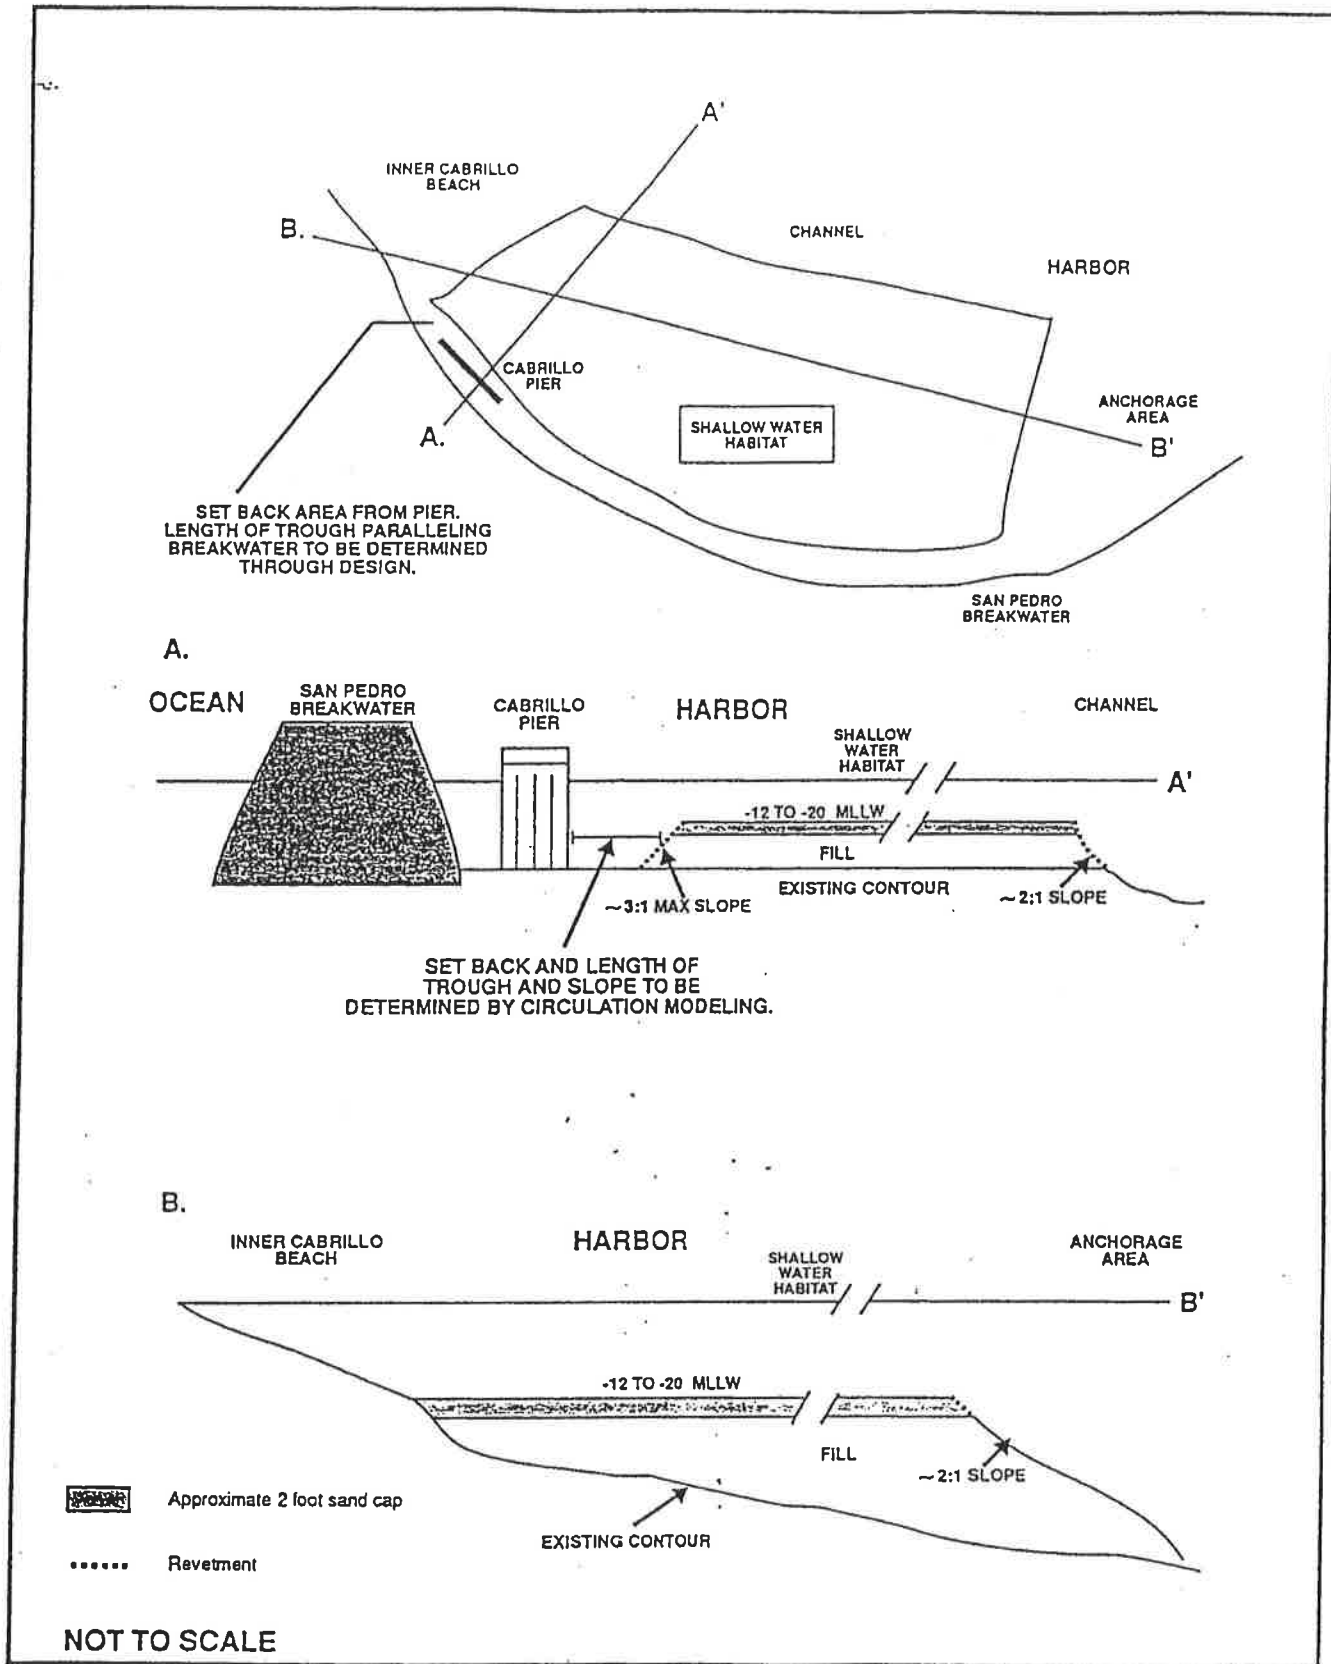 A'
INNER CABRILLO
BEACH
B.
CHANNEL
HARBOR
CABRILLO
PIER
ANCHORAGE
AREA
SHALLOW WATER
HABITAT
A.
B'
SET BACK AREA FROM PIER.
LENGTH OF TROUGH PARALLELING
BREAKWATER TO BE DETERMINED
THROUGH DESIGN.
SAN PEDRO
BREAKWATER
A.
OCEAN
SAN PEDRO
BREAKWATER
CABRILLO
PIER
HARBOR
CHANNEL
SHALLOW
WATER
HABITAT
A'
-12 TO -20 MLLW
FILL
EXISTING CONTOUR
~3:1 MAX SLOPE
~2:1 SLOPE
SET BACK AND LENGTH OF
TROUGH AND SLOPE TO BE
DETERMINED BY CIRCULATION MODELING.
B.
INNER CABRILLO
BEACH
HARBOR
SHALLOW
WATER
HABITAT
ANCHORAGE
AREA
B'
-12 TO -20 MLLW
FILL
~2:1 SLOPE
EXISTING CONTOUR
Approximate 2 foot sand cap
Revetment
NOT TO SCALE